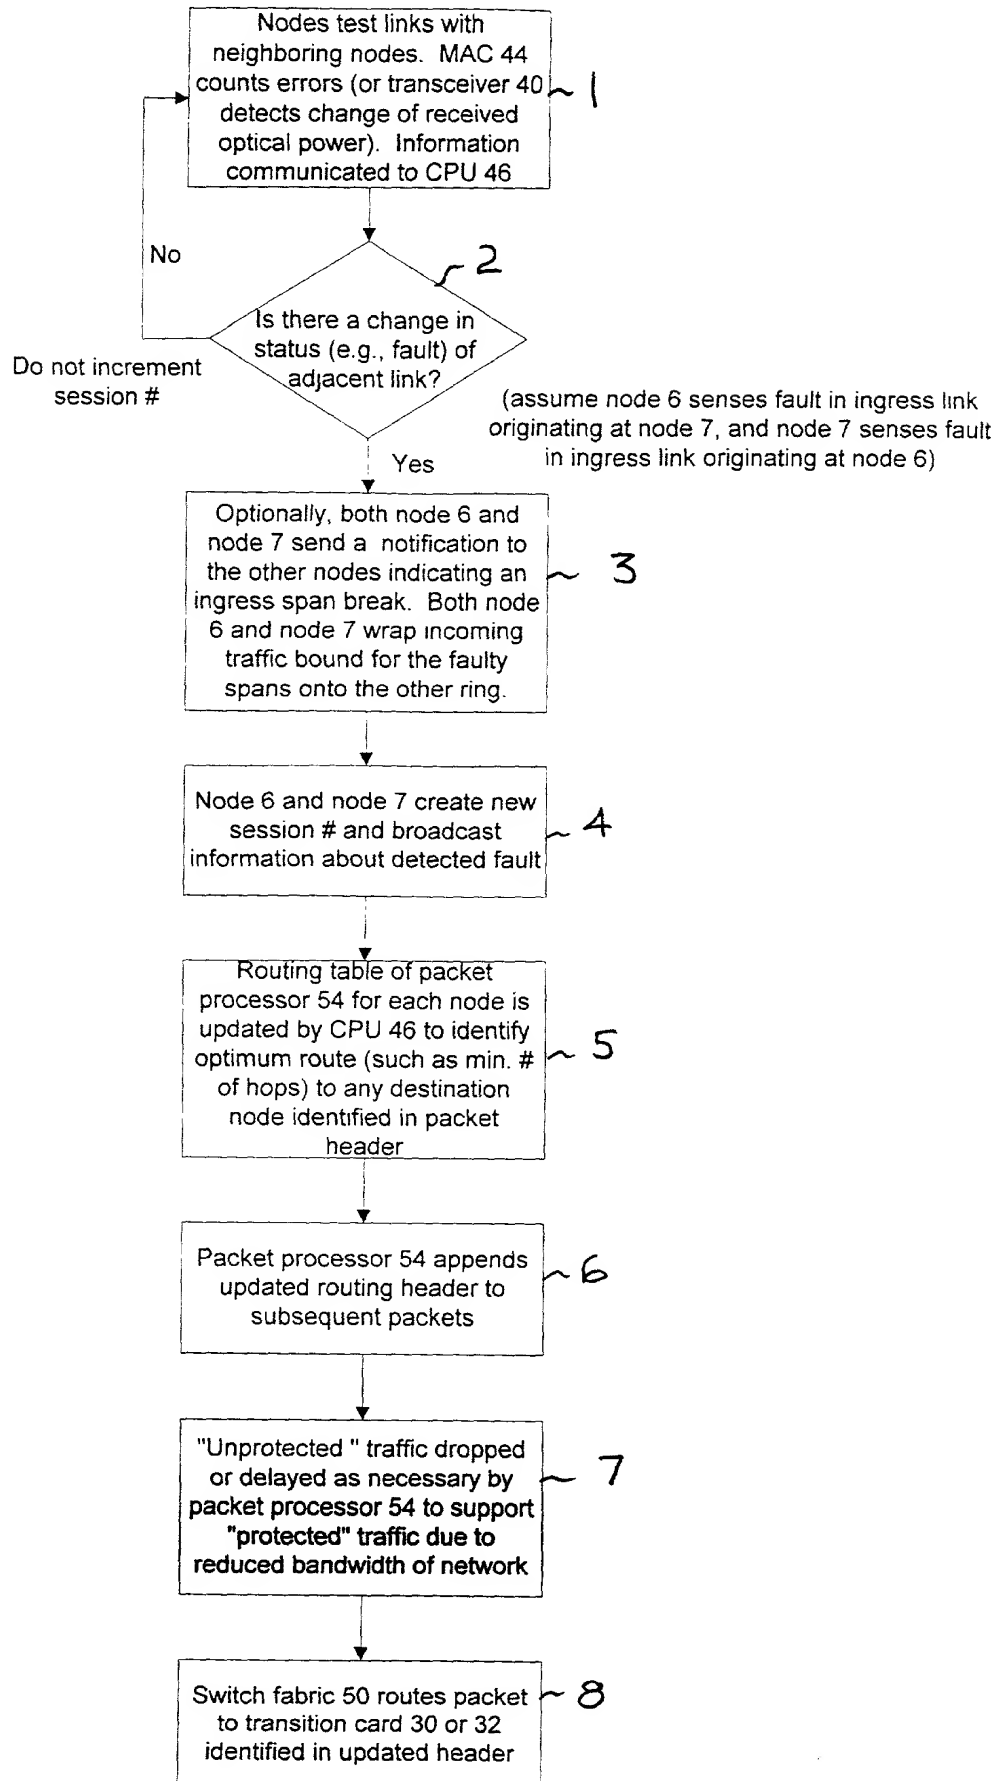 Nodes test links with
neighboring nodes. MAC 44
counts errors (or transceiver 40
detects change of received
optical power). Information
communicated to CPU 46
1
No
2
Is there a change in
status (e.g., fault) of
adjacent link?
Do not increment
session #
(assume node 6 senses fault in ingress link
originating at node 7, and node 7 senses fault
in ingress link originating at node 6)
Yes
Optionally, both node 6 and
node 7 send a notification to
the other nodes indicating an
ingress span break. Both node
6 and node 7 wrap incoming
traffic bound for the faulty
spans onto the other ring.
3
Node 6 and node 7 create new
session # and broadcast
information about detected fault
4
Routing table of packet
processor 54 for each node is
updated by CPU 46 to identify
optimum route (such as min. #
of hops) to any destination
node identified in packet
header
5
Packet processor 54 appends
updated routing header to
subsequent packets
6
"Unprotected " traffic dropped
or delayed as necessary by
packet processor 54 to support
"protected" traffic due to
reduced bandwidth of network
7
Switch fabric 50 routes packet
to transition card 30 or 32
identified in updated header
8